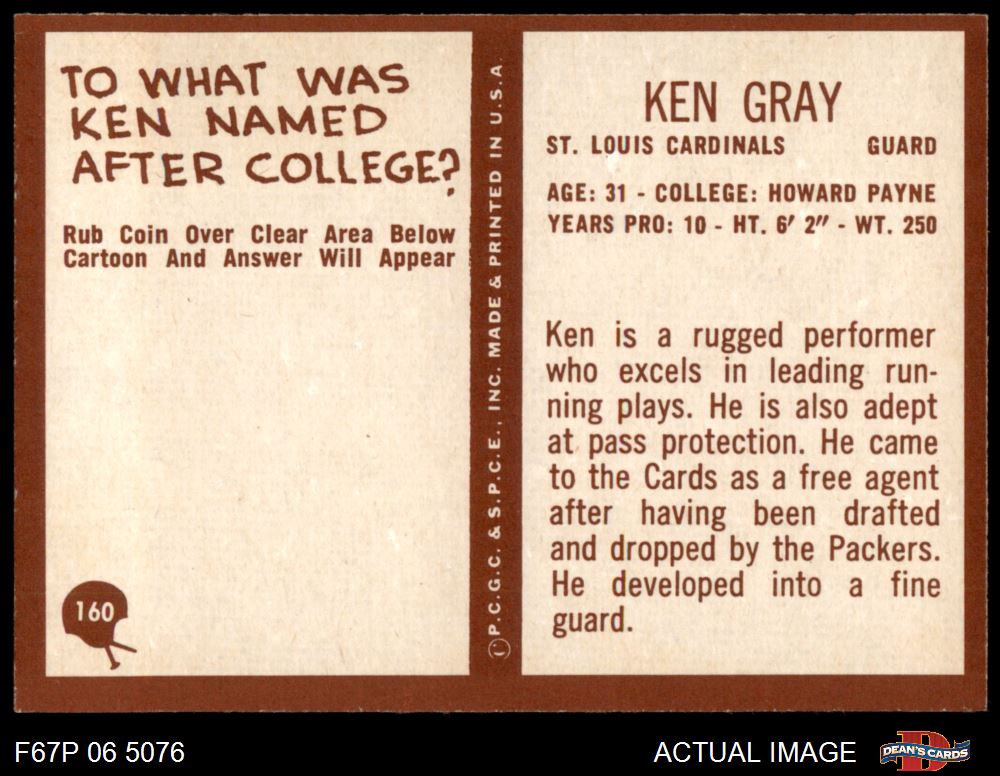 TO WHAT WAS
KEN NAMED
AFTER COLLEGE?
Rub Coin Over Clear Area Below
Cartoon And Answer Will Appear
160
© P.C.G.C. & S.P.C.E., INC. MADE & PRINTED IN U.S.A
KEN GRAY
ST. LOUIS CARDINALS GUARD
AGE: 31 - COLLEGE: HOWARD PAYNE
YEARS PRO: 10 - HT. 6' 2" - WT. 250
Ken is a rugged performer
who excels in leading run-
ning plays. He is also adept
at pass protection. He came
to the Cards as a free agent
after having been drafted
and dropped by the Packers.
He developed into a fine
guard.
F67P 06 5076
ACTUAL IMAGE
D
DEAN'S CARDS